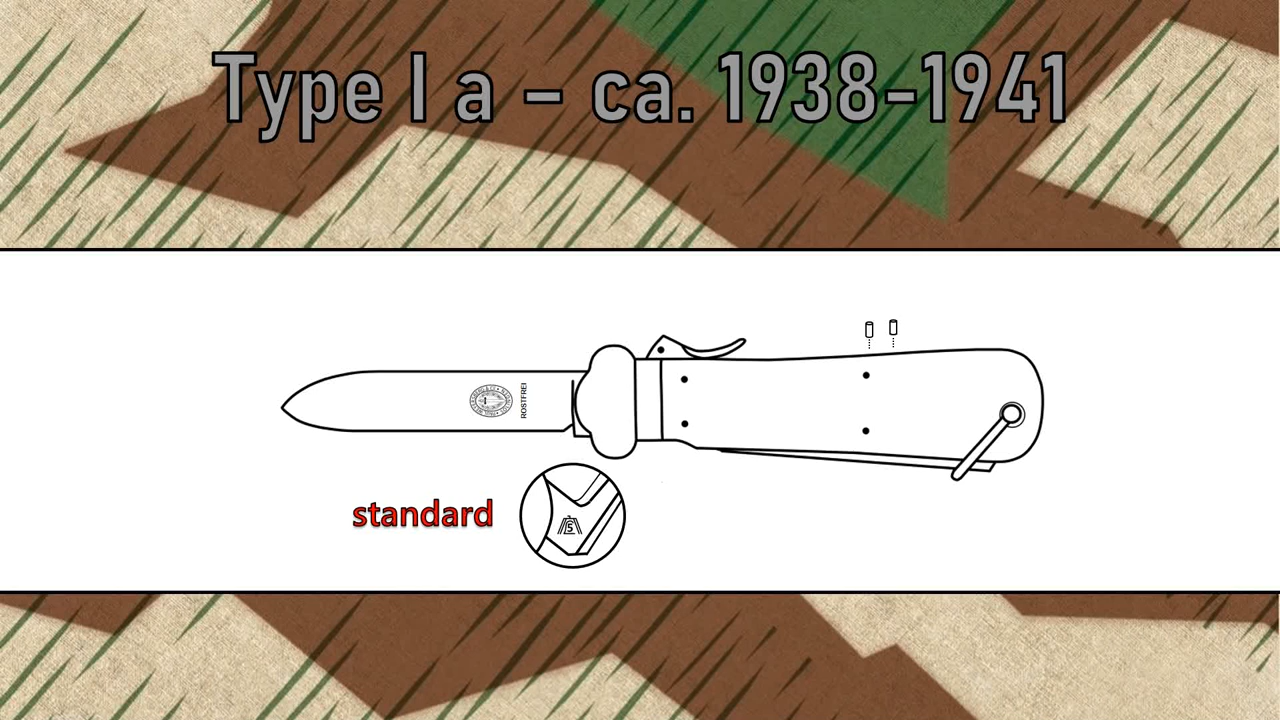 Type I a – ca. 1938-1941
ROSTFREI
standard
S